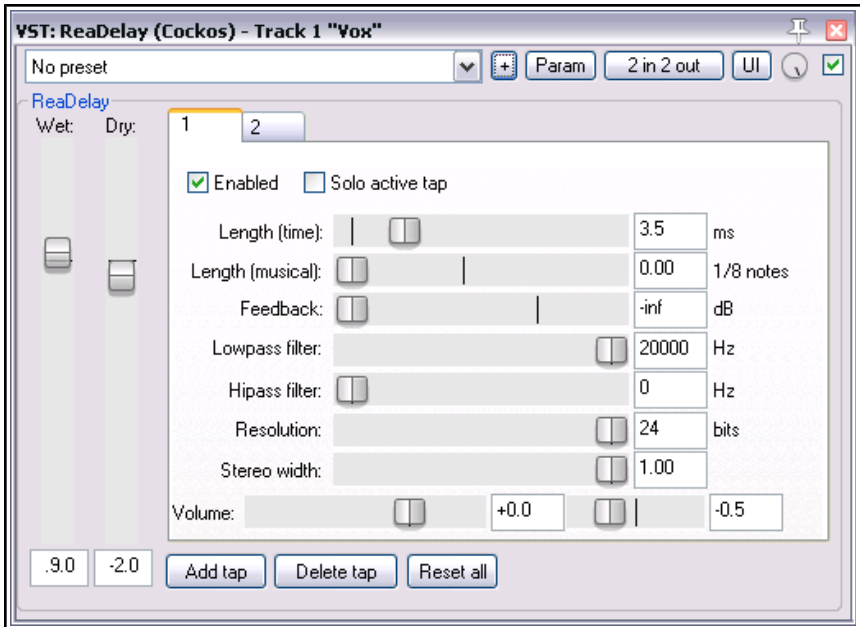 VST: ReaDelay (Cockos) - Track 1 "Vox"
No preset + Param 2 in 2 out UI
ReaDelay
Wet: Dry: 1 2
Enabled Solo active tap
Length (time): 3.5 ms
Length (musical): 0.00 1/8 notes
Feedback: -inf dB
Lowpass filter: 20000 Hz
Hipass filter: 0 Hz
Resolution: 24 bits
Stereo width: 1.00
Volume: +0.0 -0.5
.9.0 -2.0 Add tap Delete tap Reset all